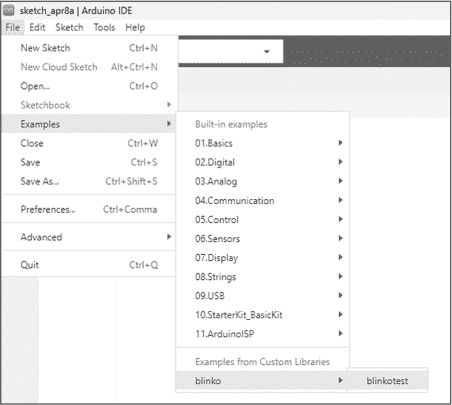 sketch_apr8a | Arduino IDE
File Edit Sketch Tools Help
New Sketch Ctrl+N
New Cloud Sketch Alt+Ctrl+N
Open... Ctrl+O
Sketchbook
Examples
Close Ctrl+W
Save Ctrl+S
Save As... Ctrl+Shift+S
Preferences... Ctrl+Comma
Advanced
Quit Ctrl+Q
Built-in examples
01.Basics
02.Digital
03.Analog
04.Communication
05.Control
06.Sensors
07.Display
08.Strings
09.USB
10.StarterKit_BasicKit
11.ArduinoISP
Examples from Custom Libraries
blinko
blinkotest